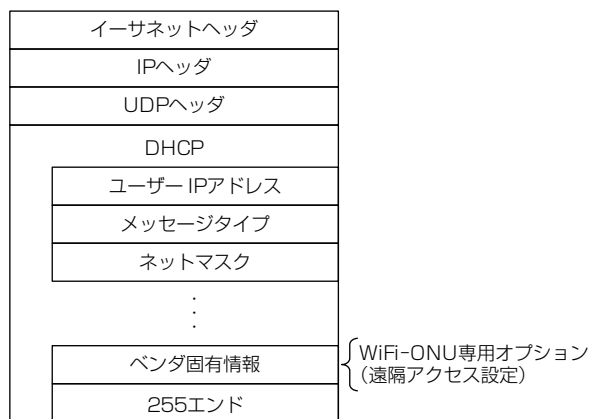 イーサネットヘッダ
IPヘッダ
UDPヘッダ
DHCP
ユーザー IPアドレス
メッセージタイプ
ネットマスク
ベンダ固有情報
WiFi-ONU専用オプション
（遠隔アクセス設定）
255エンド